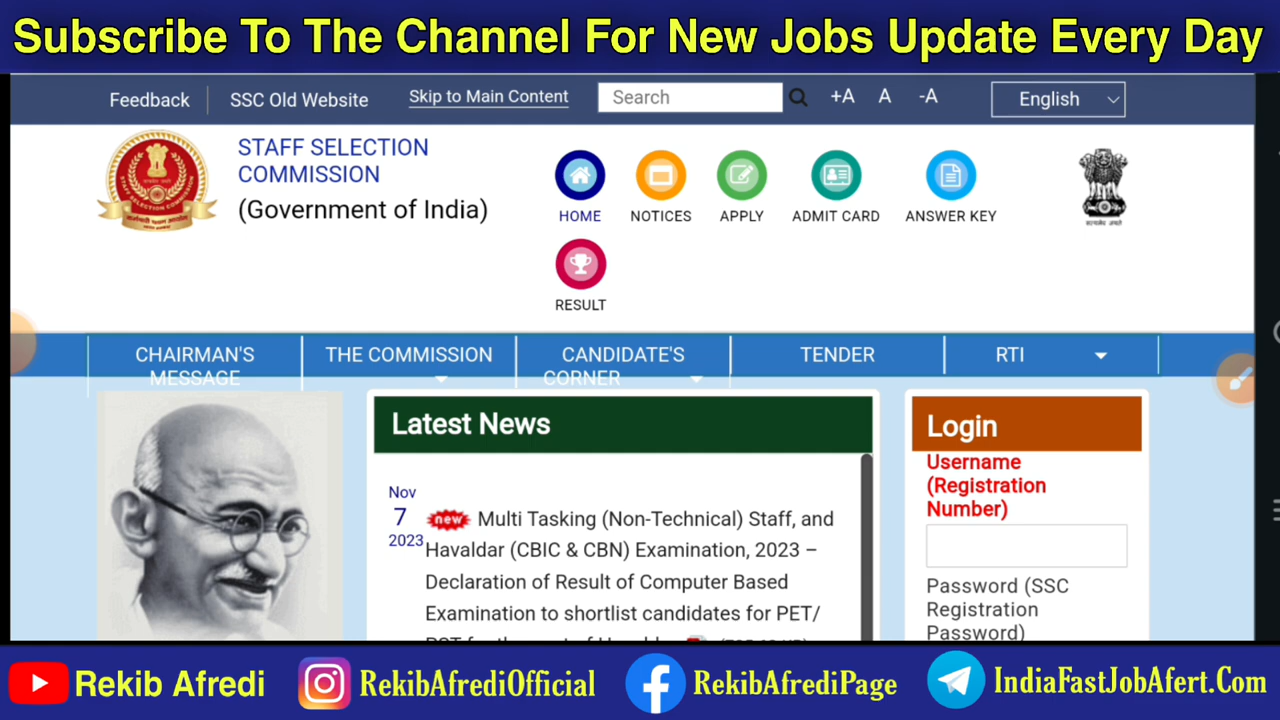 Subscribe To The Channel For New Jobs Update Every Day
Feedback
SSC Old Website
Skip to Main Content
Search
+A A -A
English
STAFF SELECTION
COMMISSION
(Government of India)
HOME
NOTICES
APPLY
ADMIT CARD
ANSWER KEY
RESULT
CHAIRMAN'S
MESSAGE
THE COMMISSION
CANDIDATE'S
CORNER
TENDER
RTI
Latest News
Nov
7
2023
new Multi Tasking (Non-Technical) Staff, and
Havaldar (CBIC & CBN) Examination, 2023 –
Declaration of Result of Computer Based
Examination to shortlist candidates for PET/
Login
Username
(Registration
Number)
Password (SSC
Registration
Password)
Rekib Afredi
RekibAfrediOfficial
RekibAfrediPage
IndiaFastJobAfert.Com